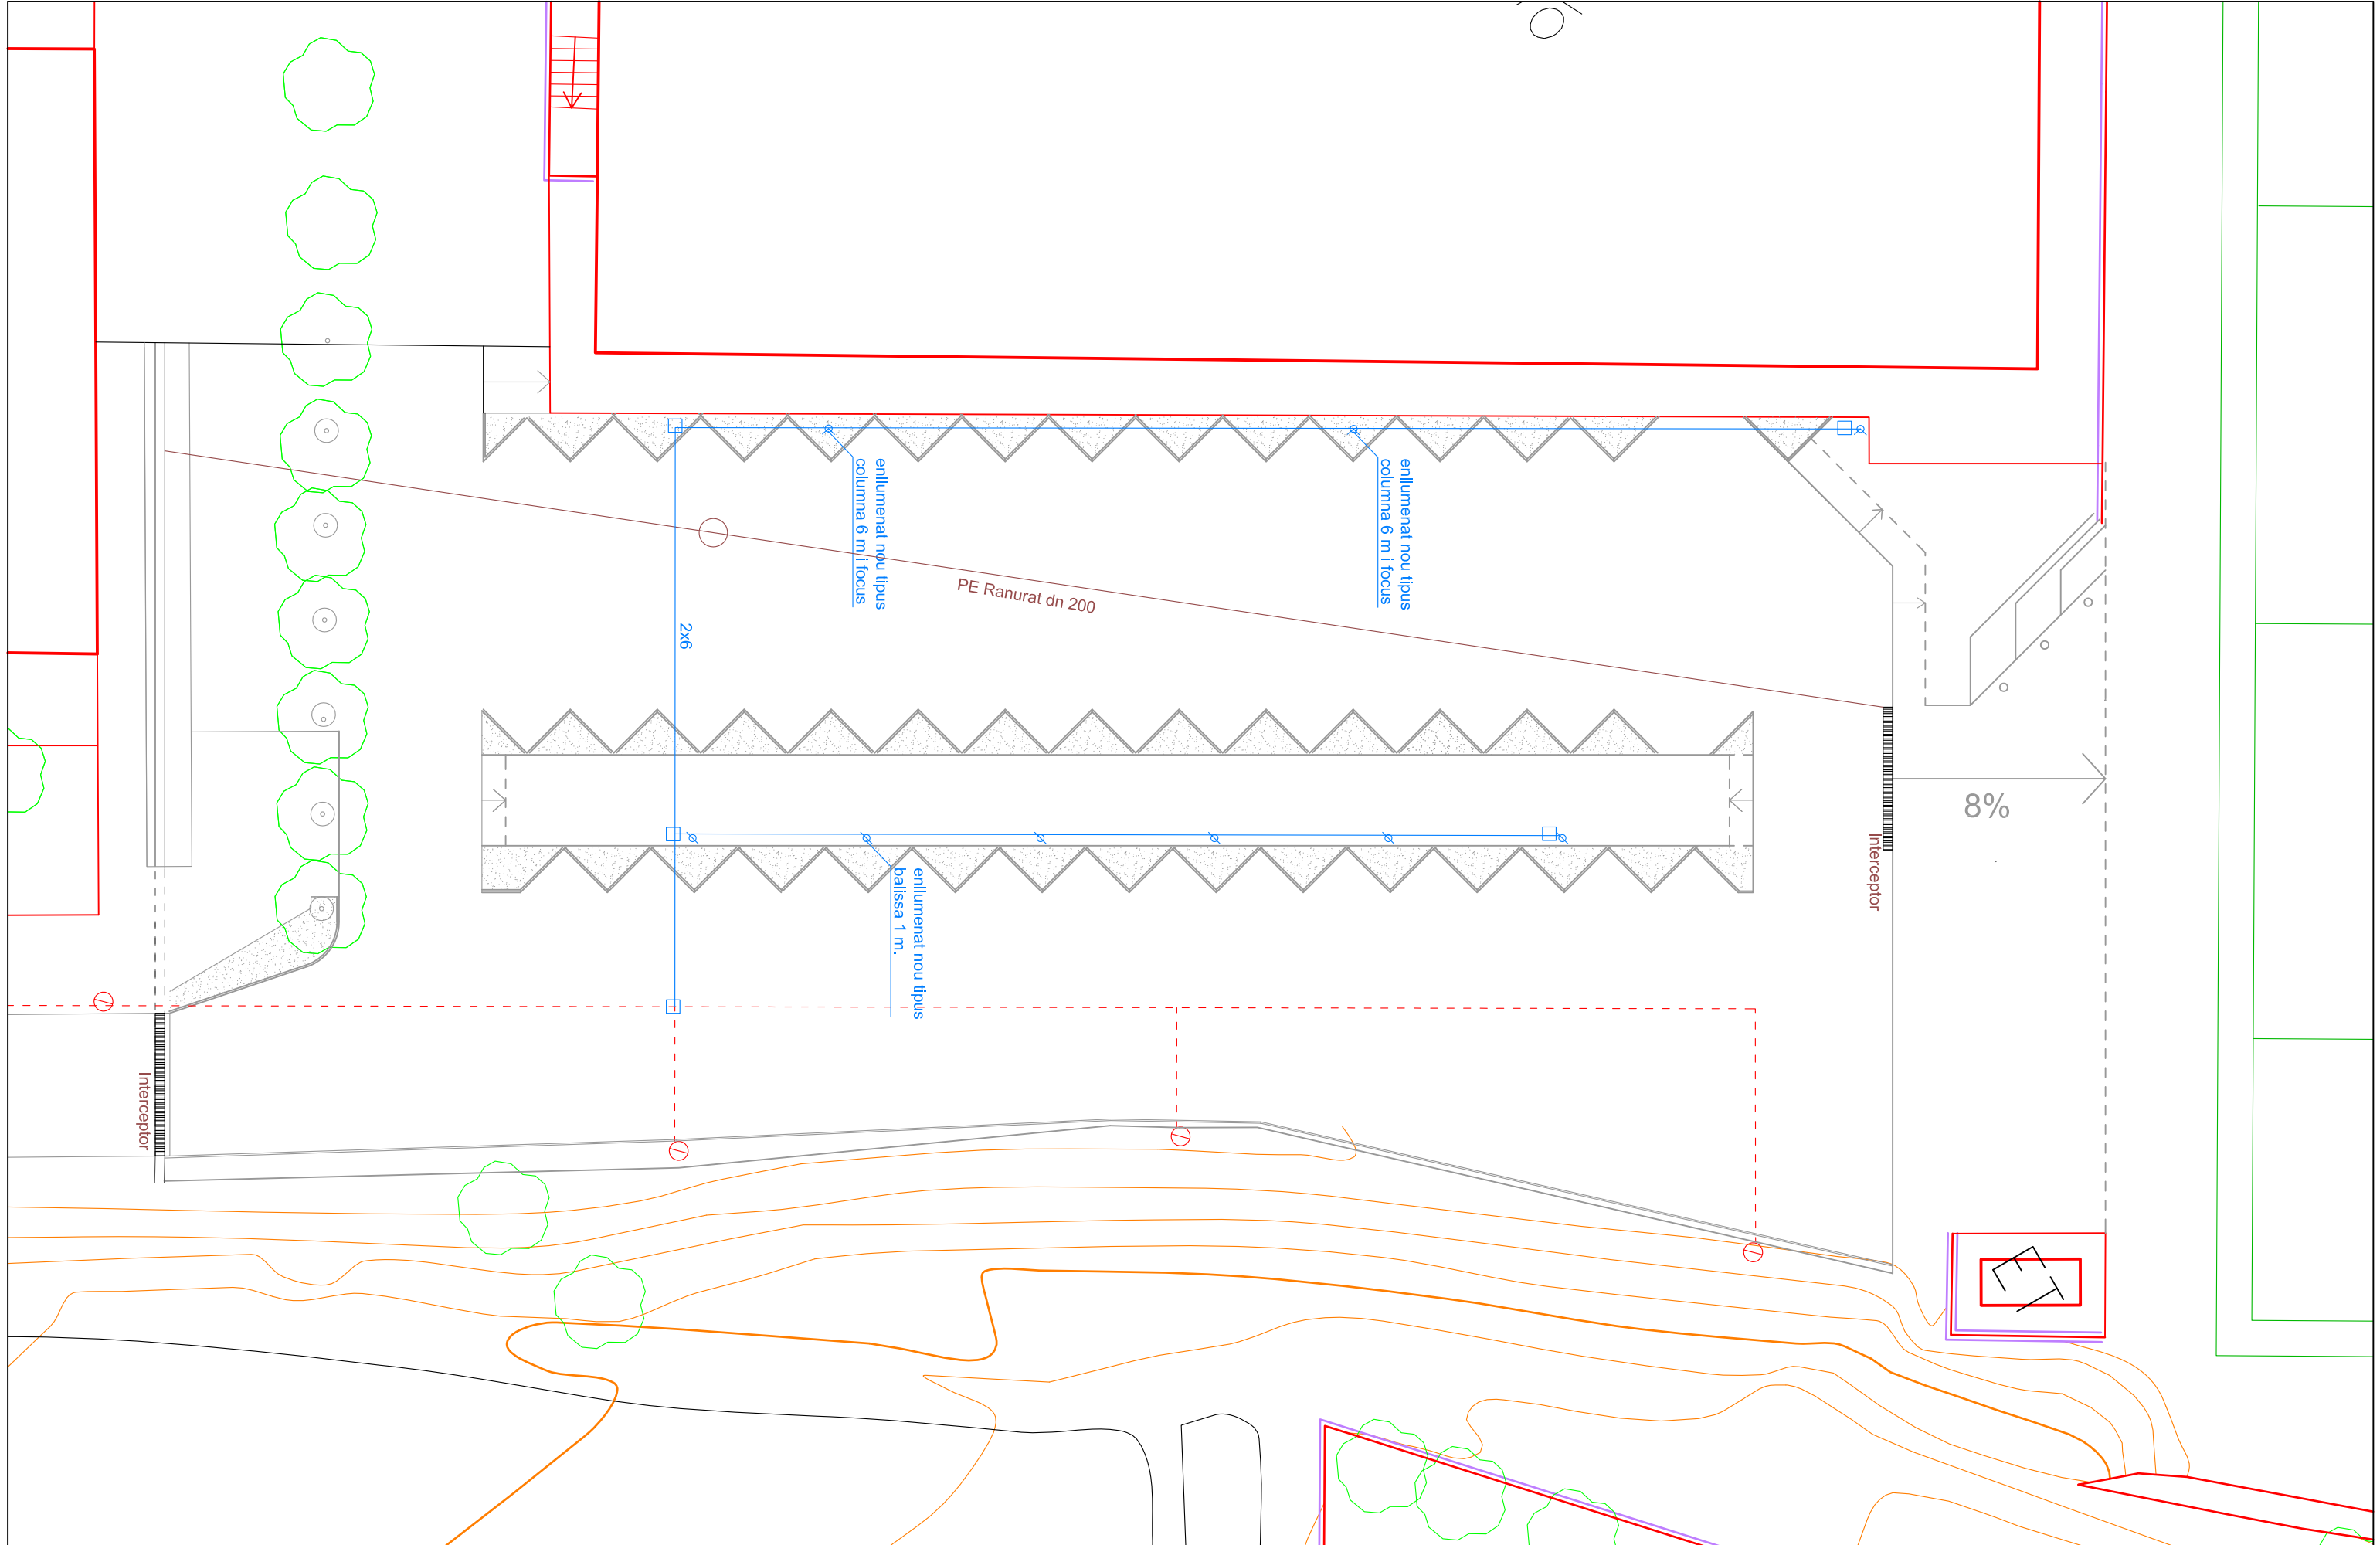 enllumenat nou tipus
columna 6 m i focus
enllumenat nou tipus
columna 6 m i focus
PE Ranurat dn 200
2x6
8%
Interceptor
enllumenat nou tipus
balissa 1 m.
Interceptor